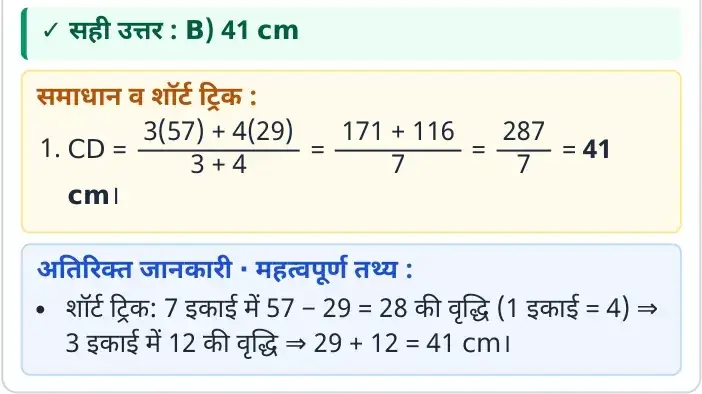 ✓ सही उत्तर : B) 41 cm
समाधान व शॉर्ट ट्रिक :
1. CD = 3(57) + 4(29) / 3 + 4 = 171 + 116 / 7 = 287 / 7 = 41
cm।
अतिरिक्त जानकारी · महत्वपूर्ण तथ्य :
• शॉर्ट ट्रिक: 7 इकाई में 57 − 29 = 28 की वृद्धि (1 इकाई = 4) ⇒
3 इकाई में 12 की वृद्धि ⇒ 29 + 12 = 41 cm।